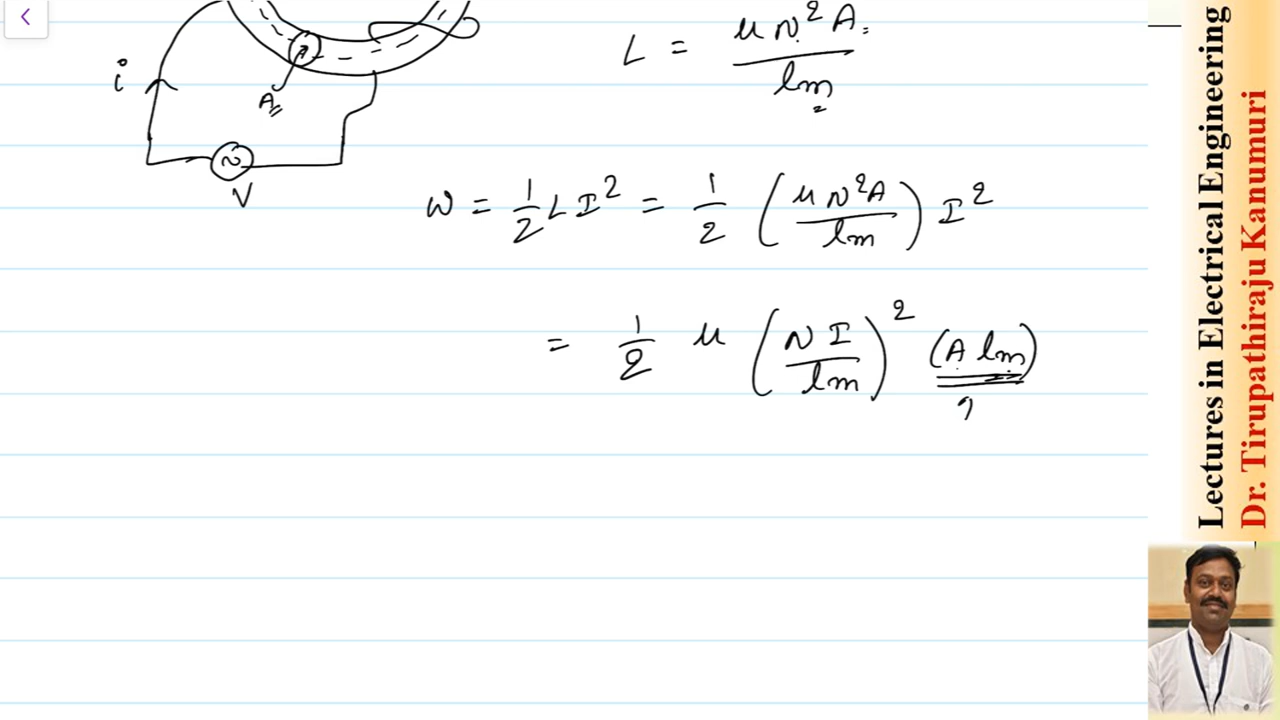 L = μN²A / lm
i
A
A
V
W = 1/2 L I² = 1/2 (μN²A / lm) I²
= 1/2 μ (NI / lm)² (A lm)
Lectures in Electrical Engineering
Dr. Tirupathiraju Kanumuri